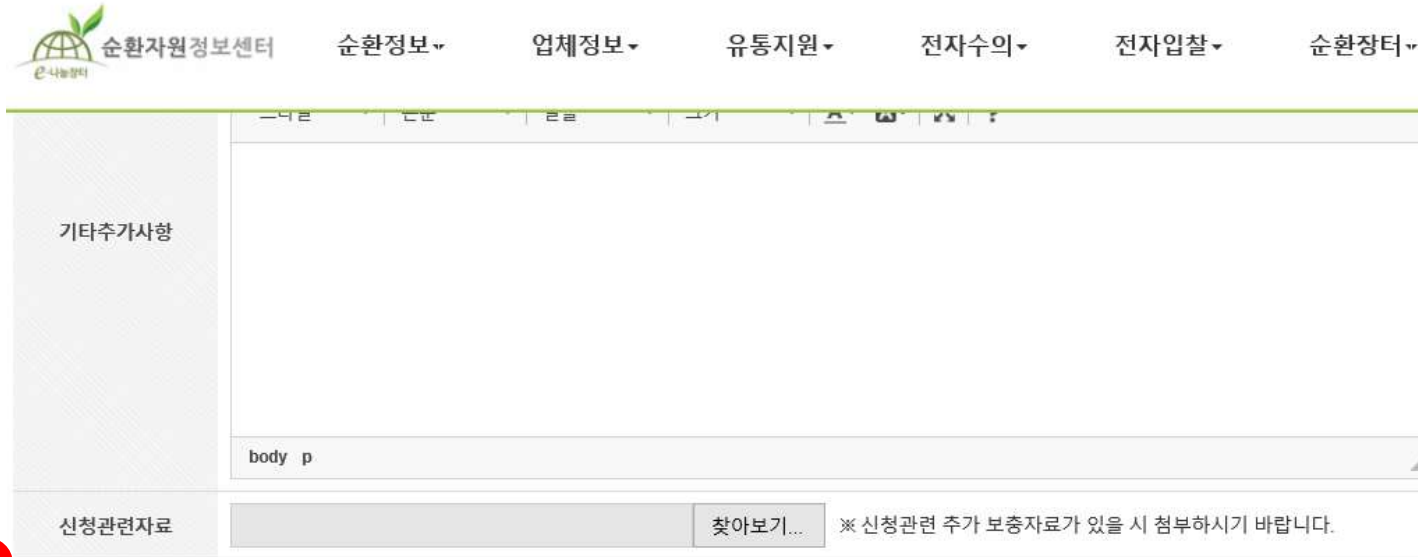 순환자원정보센터
e-나눔장터
순환정보 업체정보 유통지원 전자수의 전자입찰 순환장터
기타추가사항
body p
신청관련자료 찾아보기... ※ 신청관련 추가 보충자료가 있을 시 첨부하시기 바랍니다.